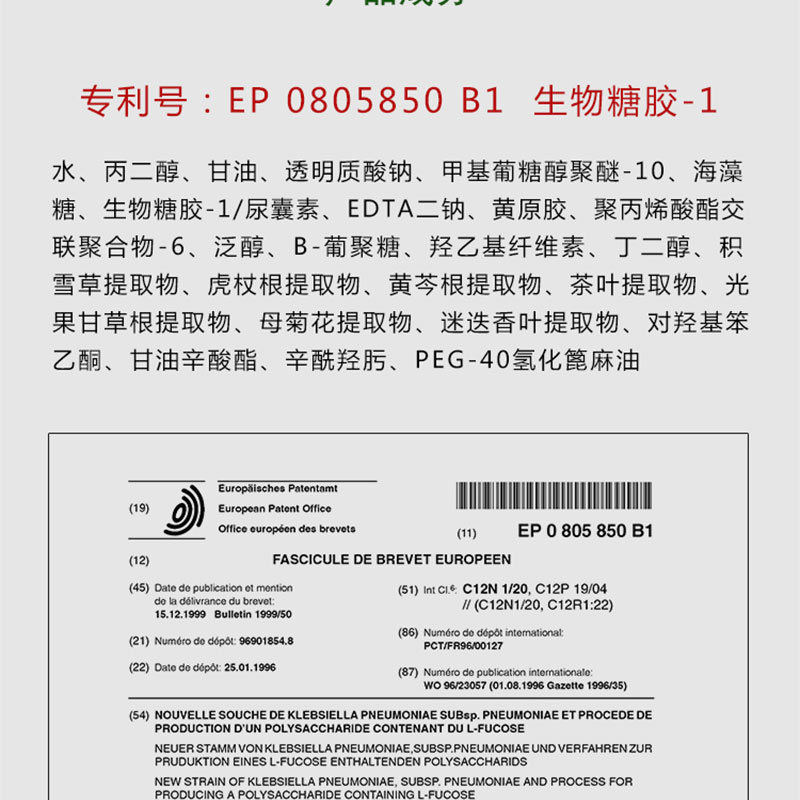 专利号：EP 0805850 B1 生物糖胶-1
水、丙二醇、甘油、透明质酸钠、甲基葡糖醇聚醚-10、海藻
糖、生物糖胶-1/尿囊素、EDTA二钠、黄原胶、聚丙烯酸酯交
联聚合物-6、泛醇、B-葡聚糖、羟乙基纤维素、丁二醇、积
雪草提取物、虎杖根提取物、黄芩根提取物、茶叶提取物、光
果甘草根提取物、母菊花提取物、迷迭香叶提取物、对羟基笨
乙酮、甘油辛酸酯、辛酰羟肟、PEG-40氢化篦麻油
Europäisches Patentamt
(19) European Patent Office
Office européen des brevets
(11) EP 0 805 850 B1
(12) FASCICULE DE BREVET EUROPEEN
(45) Date de publication et mention
de la délivrance du brevet:
15.12.1999 Bulletin 1999/50
(21) Numéro de dépôt: 96901854.8
(22) Date de dépôt: 25.01.1996
(51) Int Cl.6: C12N 1/20, C12P 19/04
// (C12N1/20, C12R1:22)
(86) Numéro de dépôt international:
PCT/FR96/00127
(87) Numéro de publication internationale:
WO 96/23057 (01.08.1996 Gazette 1996/35)
(54) NOUVELLE SOUCHE DE KLEBSIELLA PNEUMONIAE SUBsp. PNEUMONIAE ET PROCEDE DE
PRODUCTION D'UN POLYSACCHARIDE CONTENANT DU L-FUCOSE
NEUER STAMM VON KLEBSIELLA PNEUMONIAE,SUBSP.PNEUMONIAE UND VERFAHREN ZUR
PRUDUKTION EINES L-FUCOSE ENTHALTENDEN POLYSACCHARIDS
NEW STRAIN OF KLEBSIELLA PNEUMONIAE, SUBSP. PNEUMONIAE AND PROCESS FOR
PRODUCING A POLYSACCHARIDE CONTAINING L-FUCOSE